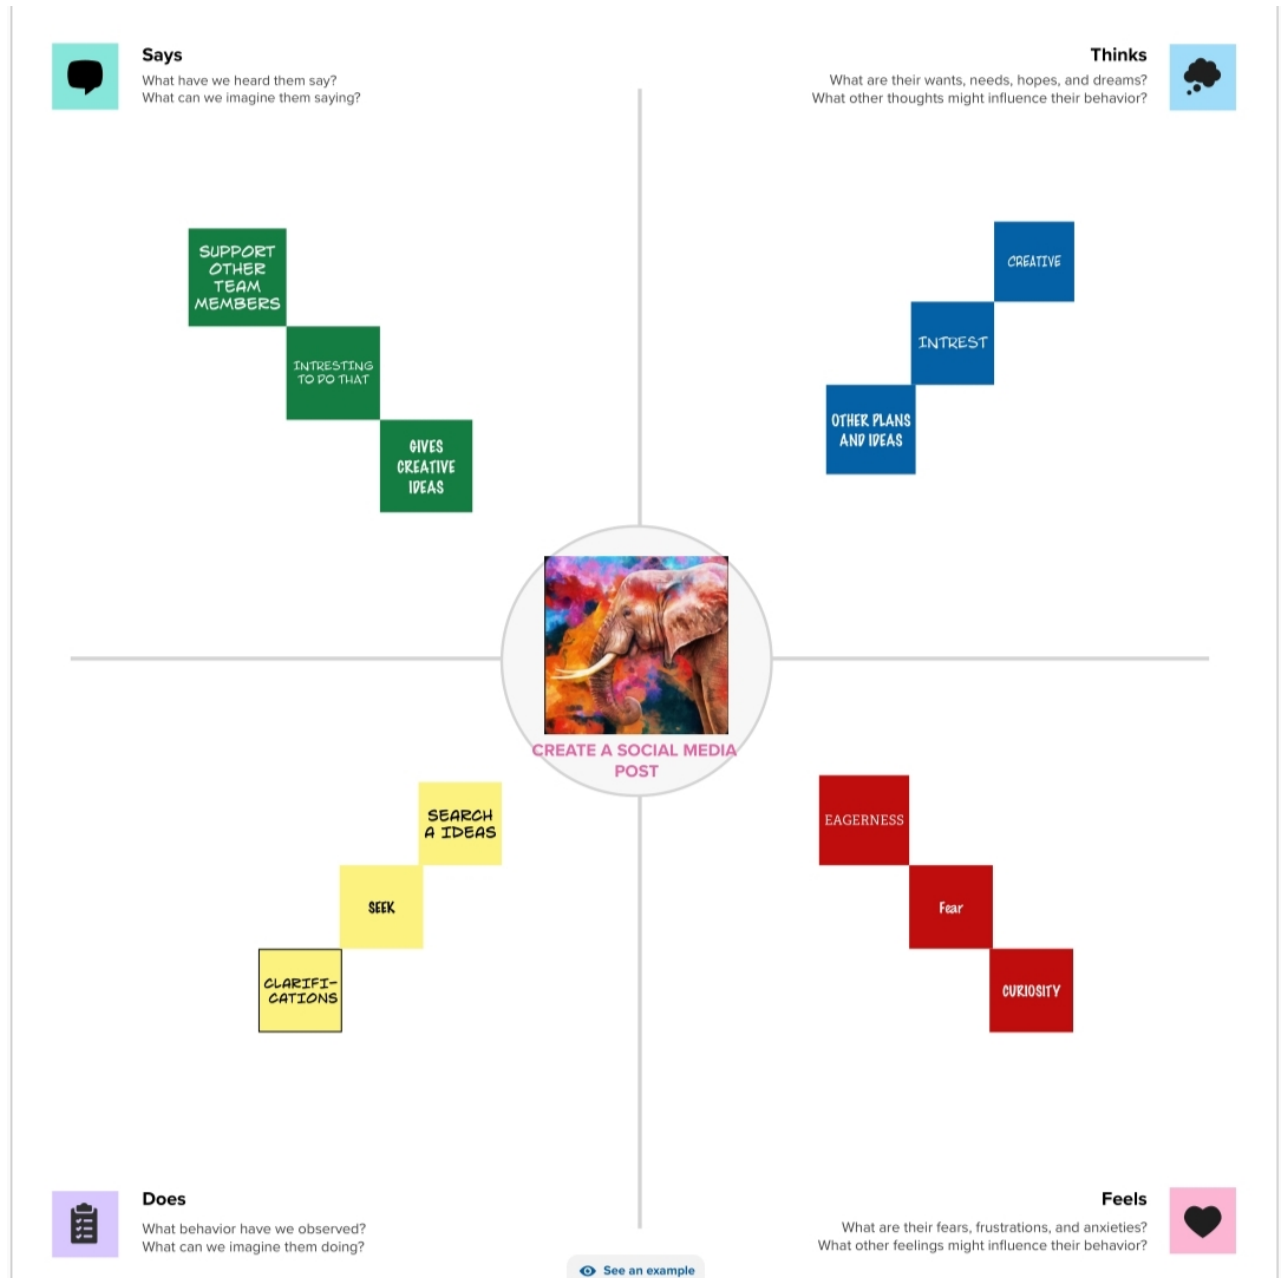 Says
What have we heard them say?
What can we imagine them saying?
Thinks
What are their wants, needs, hopes, and dreams?
What other thoughts might influence their behavior?
SUPPORT
OTHER
TEAM
MEMBERS
INTRESTING
TO DO THAT
GIVES
CREATIVE
IDEAS
CREATIVE
INTREST
OTHER PLANS
AND IDEAS
CREATE A SOCIAL MEDIA
POST
SEARCH
A IDEAS
SEEK
CLARIFI-
CATIONS
EAGERNESS
Fear
CURIOSITY
Does
What behavior have we observed?
What can we imagine them doing?
Feels
What are their fears, frustrations, and anxieties?
What other feelings might influence their behavior?
See an example